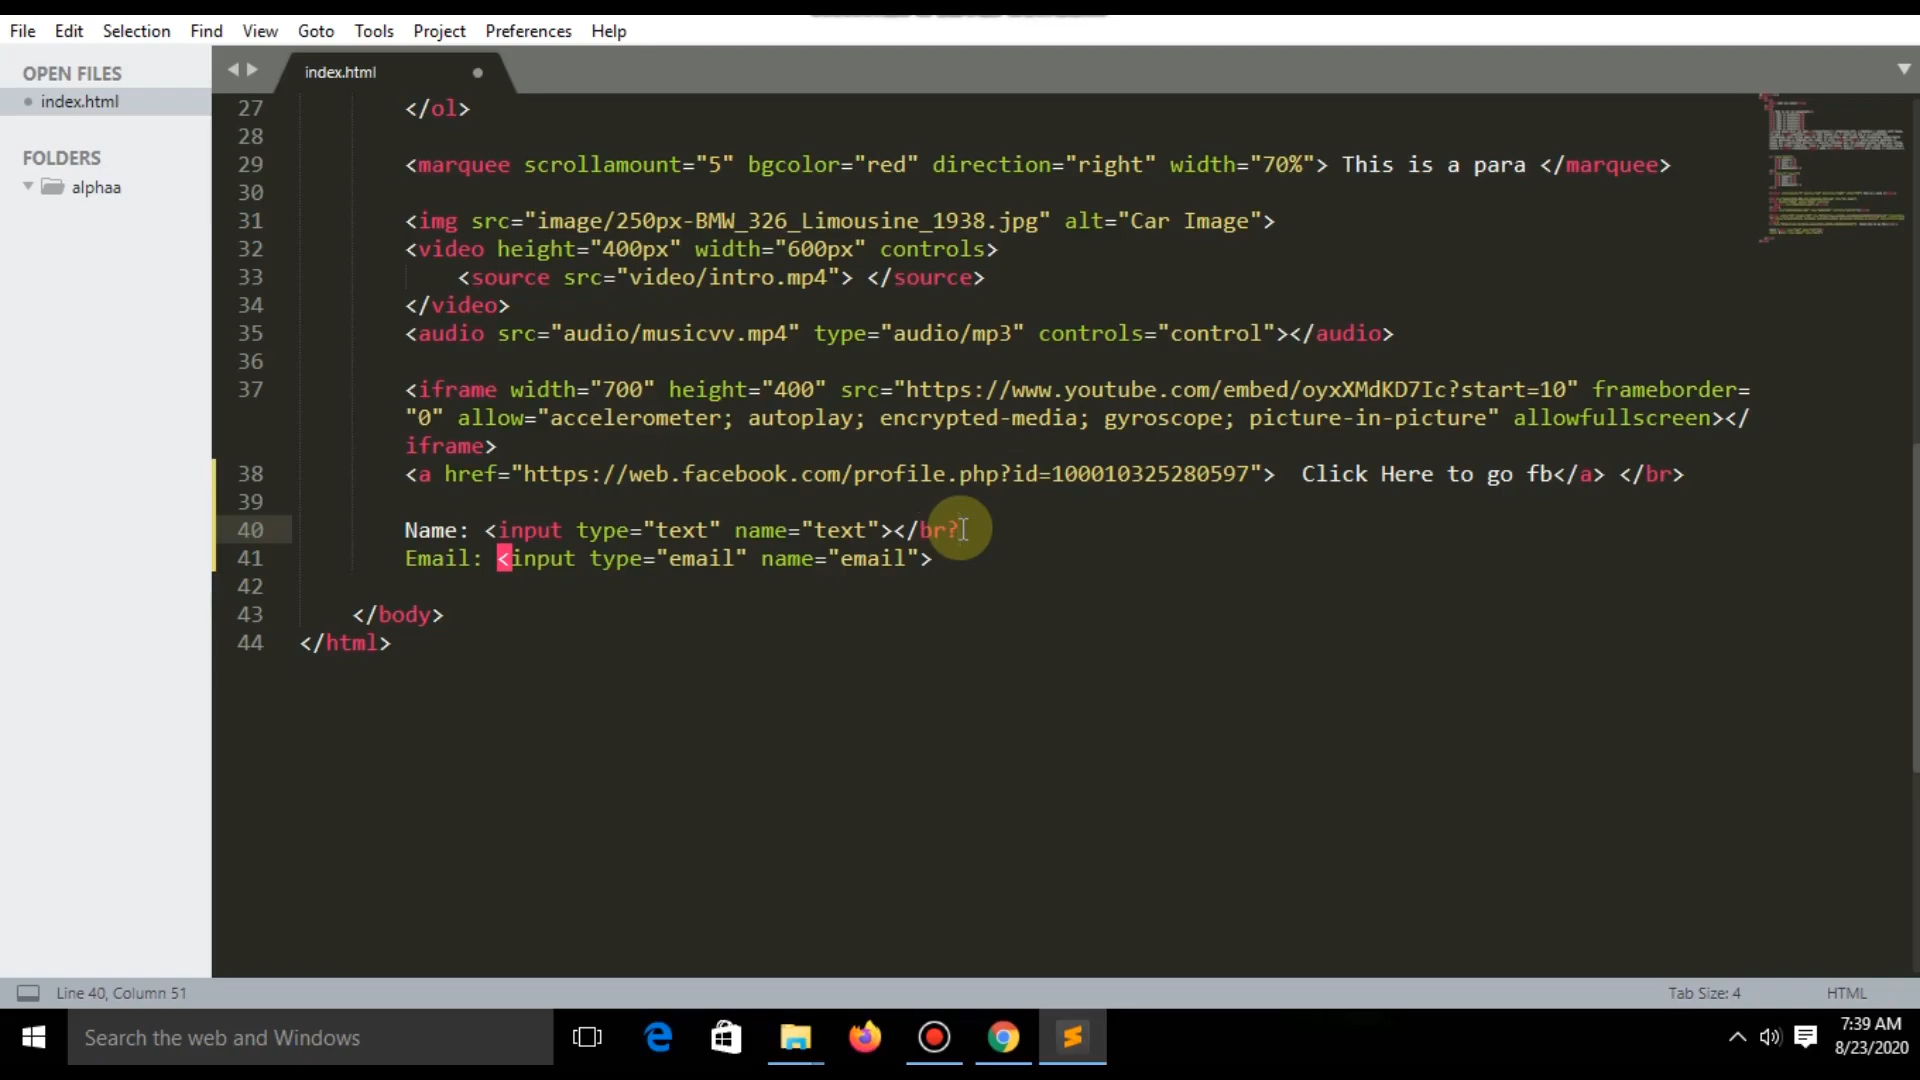 File Edit Selection Find View Goto Tools Project Preferences Help
OPEN FILES
index.html
FOLDERS
alphaa
index.html
27 </ol>
28
29 <marquee scrollamount="5" bgcolor="red" direction="right" width="70%"> This is a para </marquee>
30
31 <img src="image/250px-BMW_326_Limousine_1938.jpg" alt="Car Image">
32 <video height="400px" width="600px" controls>
33 <source src="video/intro.mp4"> </source>
34 </video>
35 <audio src="audio/musicvv.mp4" type="audio/mp3" controls="control"></audio>
36
37 <iframe width="700" height="400" src="https://www.youtube.com/embed/oyxXMdKD7Ic?start=10" frameborder=
"0" allow="accelerometer; autoplay; encrypted-media; gyroscope; picture-in-picture" allowfullscreen></
iframe>
38 <a href="https://web.facebook.com/profile.php?id=100010325280597">  Click Here to go fb</a> </br>
39
40 Name: <input type="text" name="text"></br?
41 Email: <input type="email" name="email">
42
43 </body>
44 </html>
Line 40, Column 51
Tab Size: 4
HTML
Search the web and Windows
7:39 AM
8/23/2020